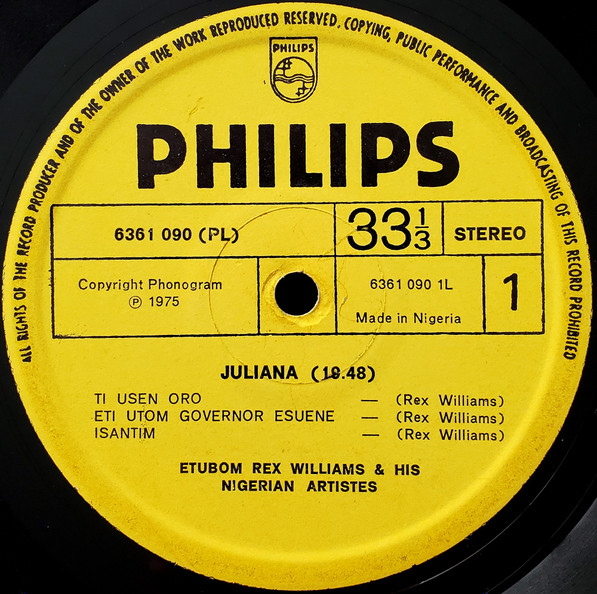 ALL RIGHTS OF THE RECORD PRODUCER AND OF THE OWNER OF THE WORK REPRODUCED RESERVED. COPYING, PUBLIC PERFORMANCE AND BROADCASTING OF THIS RECORD PROHIBITED
PHILIPS
PHILIPS
6361 090 (PL)
33 1/3
STEREO
Copyright Phonogram
℗ 1975
6361 090 1L
Made in Nigeria
1
JULIANA (19.48)
TI USEN ORO — (Rex Williams)
ETI UTOM GOVERNOR ESUENE — (Rex Williams)
ISANTIM — (Rex Williams)
ETUBOM REX WILLIAMS & HIS
NIGERIAN ARTISTES